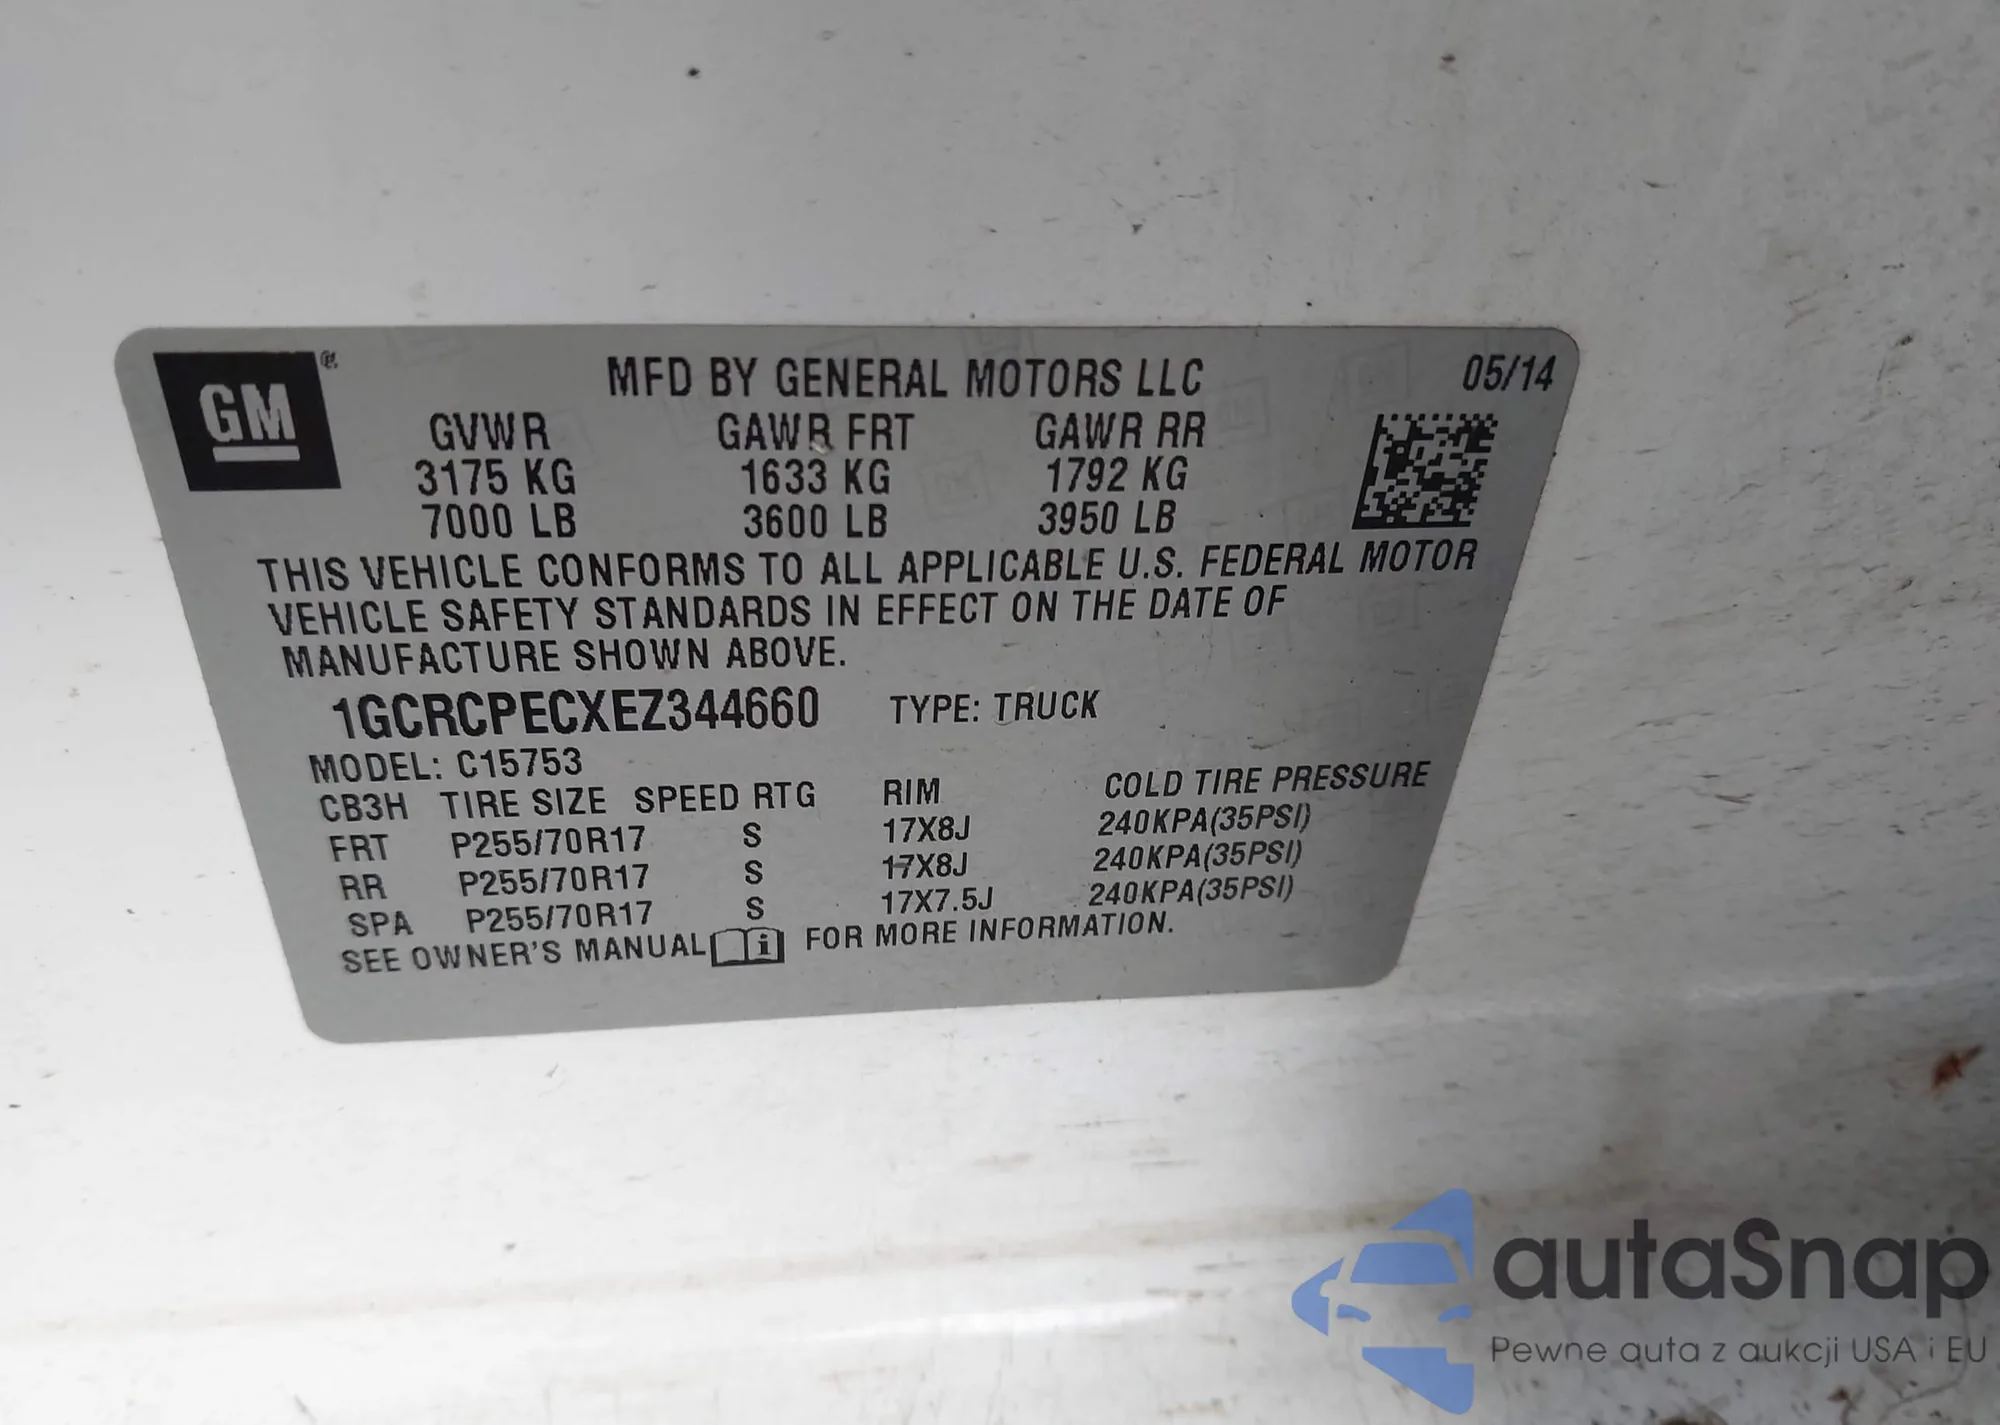 GM ®
MFD BY GENERAL MOTORS LLC 05/14
GVWR GAWR FRT GAWR RR
3175 KG 1633 KG 1792 KG
7000 LB 3600 LB 3950 LB
THIS VEHICLE CONFORMS TO ALL APPLICABLE U.S. FEDERAL MOTOR
VEHICLE SAFETY STANDARDS IN EFFECT ON THE DATE OF
MANUFACTURE SHOWN ABOVE.
1GCRCPECXEZ344660 TYPE: TRUCK
MODEL: C15753
CB3H TIRE SIZE SPEED RTG RIM COLD TIRE PRESSURE
FRT P255/70R17 S 17X8J 240KPA(35PSI)
RR P255/70R17 S 17X8J 240KPA(35PSI)
SPA P255/70R17 S 17X7.5J 240KPA(35PSI)
SEE OWNER'S MANUAL i FOR MORE INFORMATION.
autaSnap
Pewne auta z aukcji USA i EU